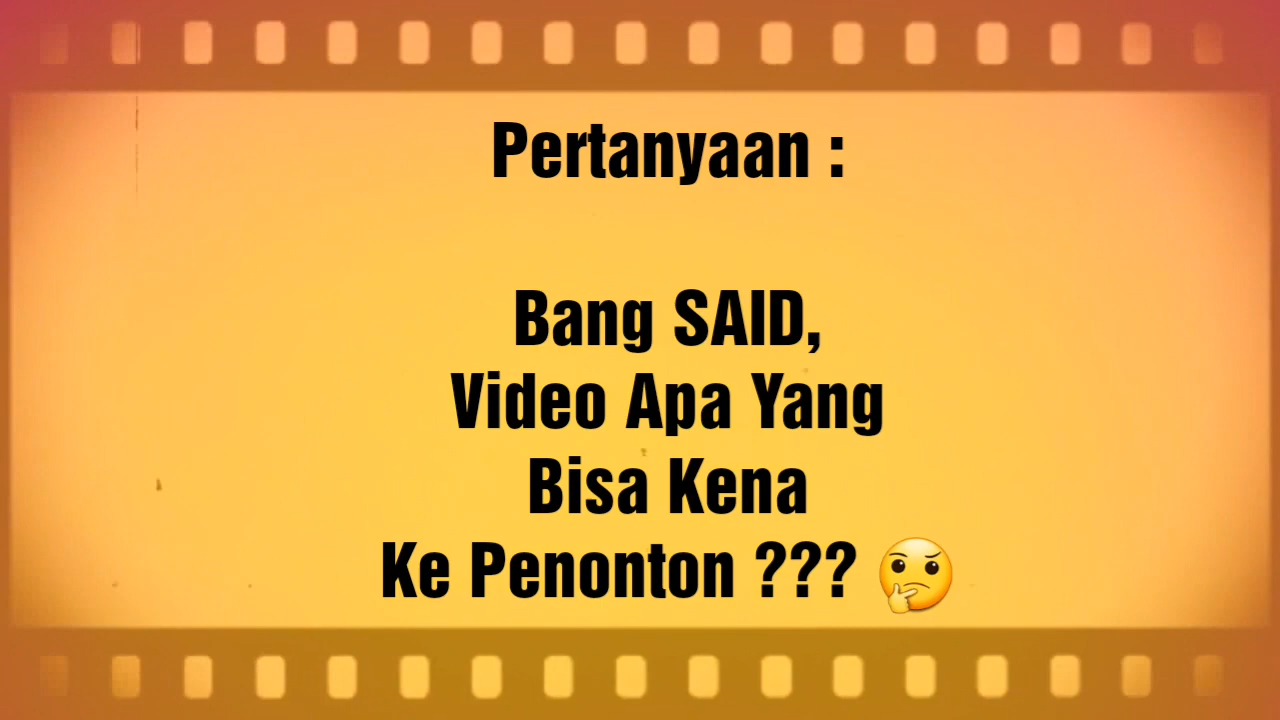 Pertanyaan :
Bang SAID,
Video Apa Yang
Bisa Kena
Ke Penonton ??? 🤔